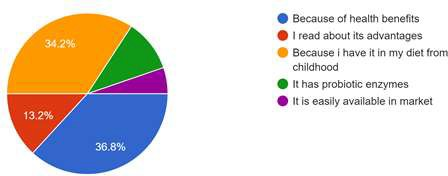 34.2%
13.2%
36.8%
Because of health benefits
I read about its advantages
Because i have it in my diet from
childhood
It has probiotic enzymes
It is easily available in market